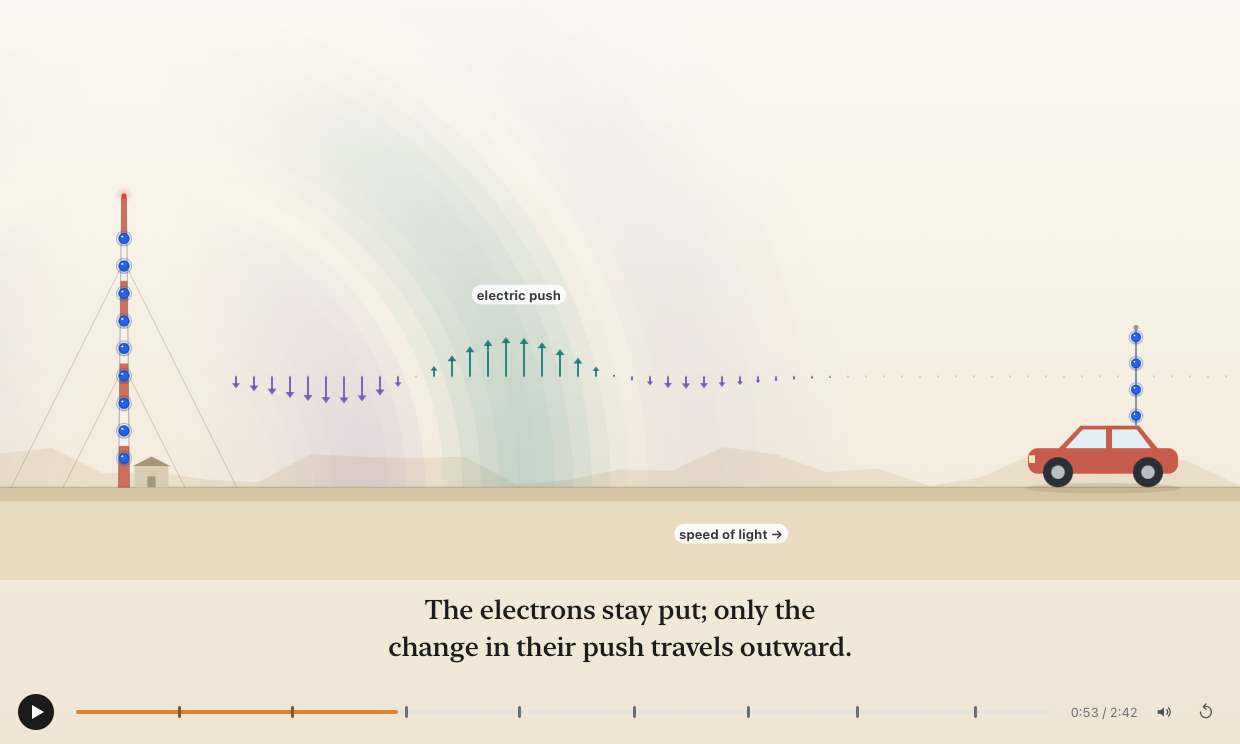 electric push
speed of light →
The electrons stay put; only the
change in their push travels outward.
0:53 / 2:42